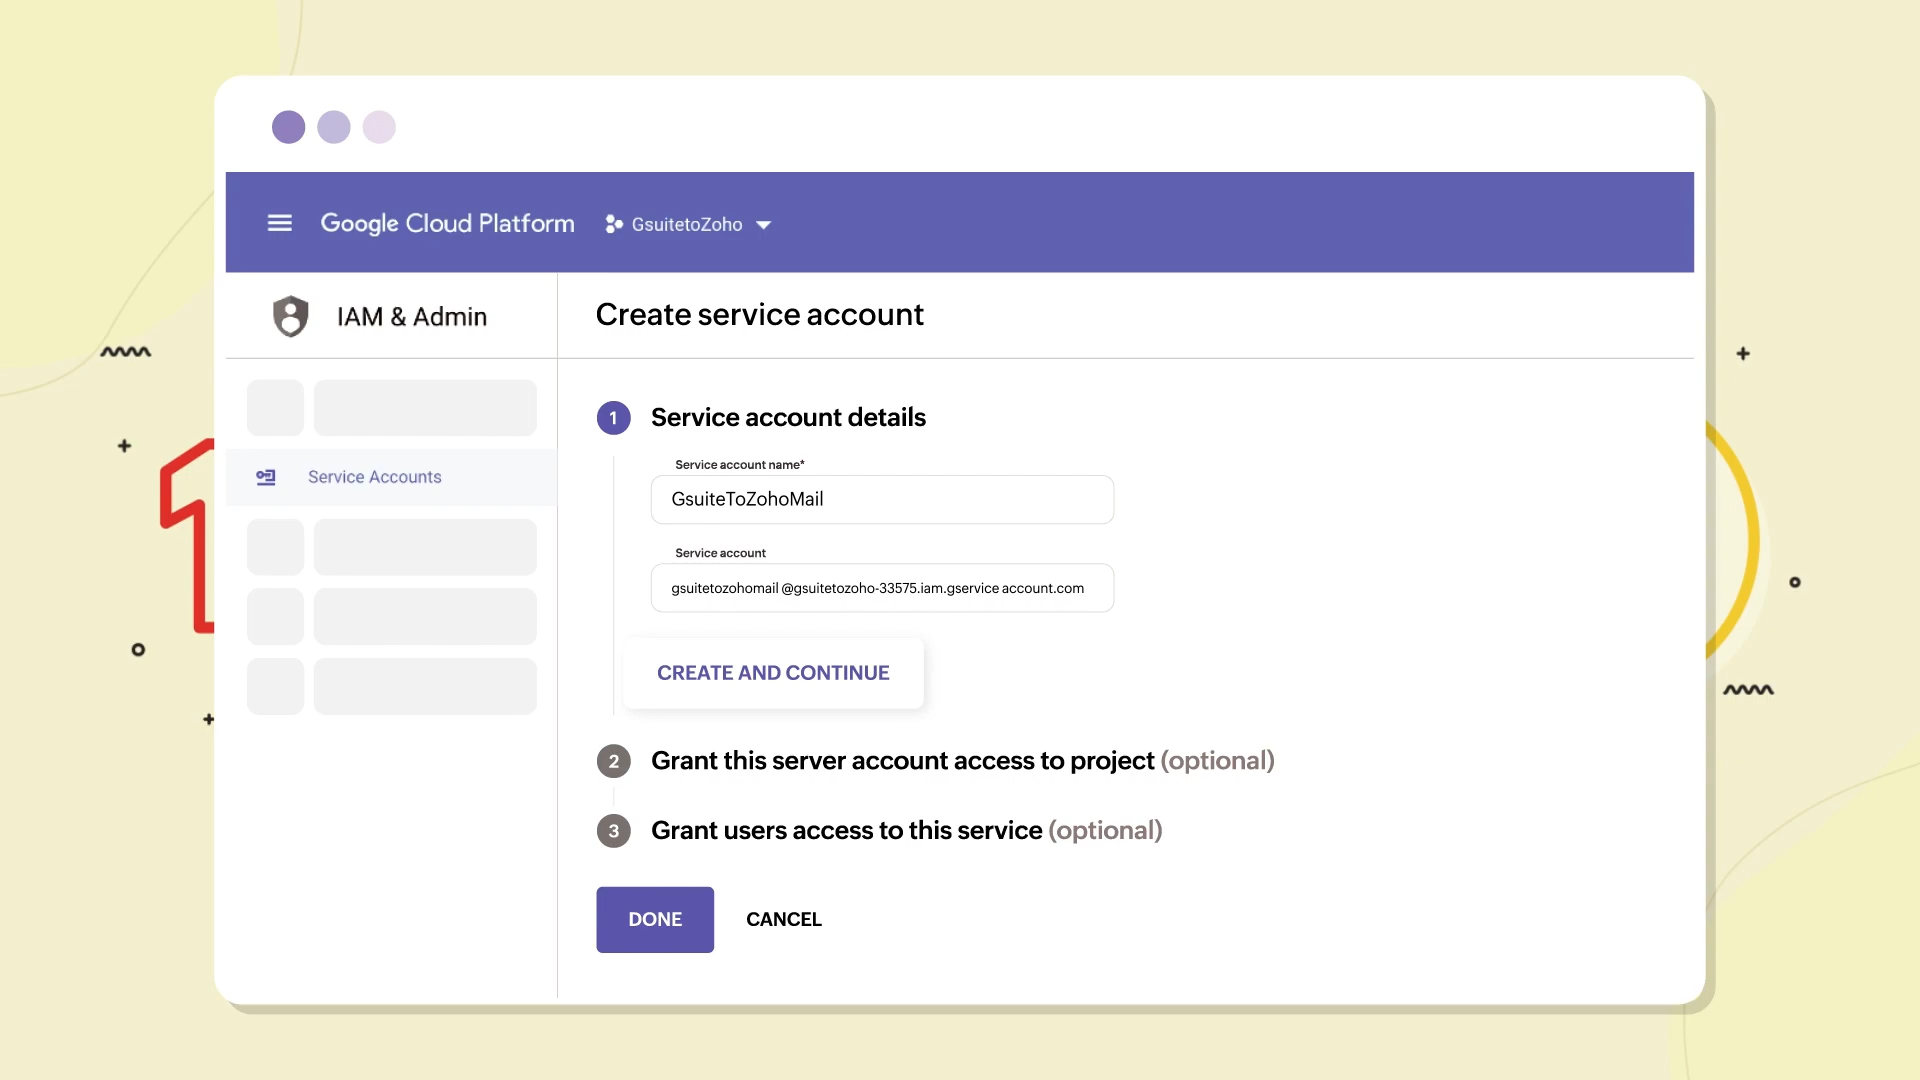 Google Cloud Platform GsuitetoZoho
IAM & Admin
Create service account
1 Service account details
Service account name*
GsuiteToZohoMail
Service Accounts
Service account
gsuitetozohomail @gsuitetozoho-33575.iam.gservice account.com
CREATE AND CONTINUE
2 Grant this server account access to project (optional)
3 Grant users access to this service (optional)
DONE CANCEL